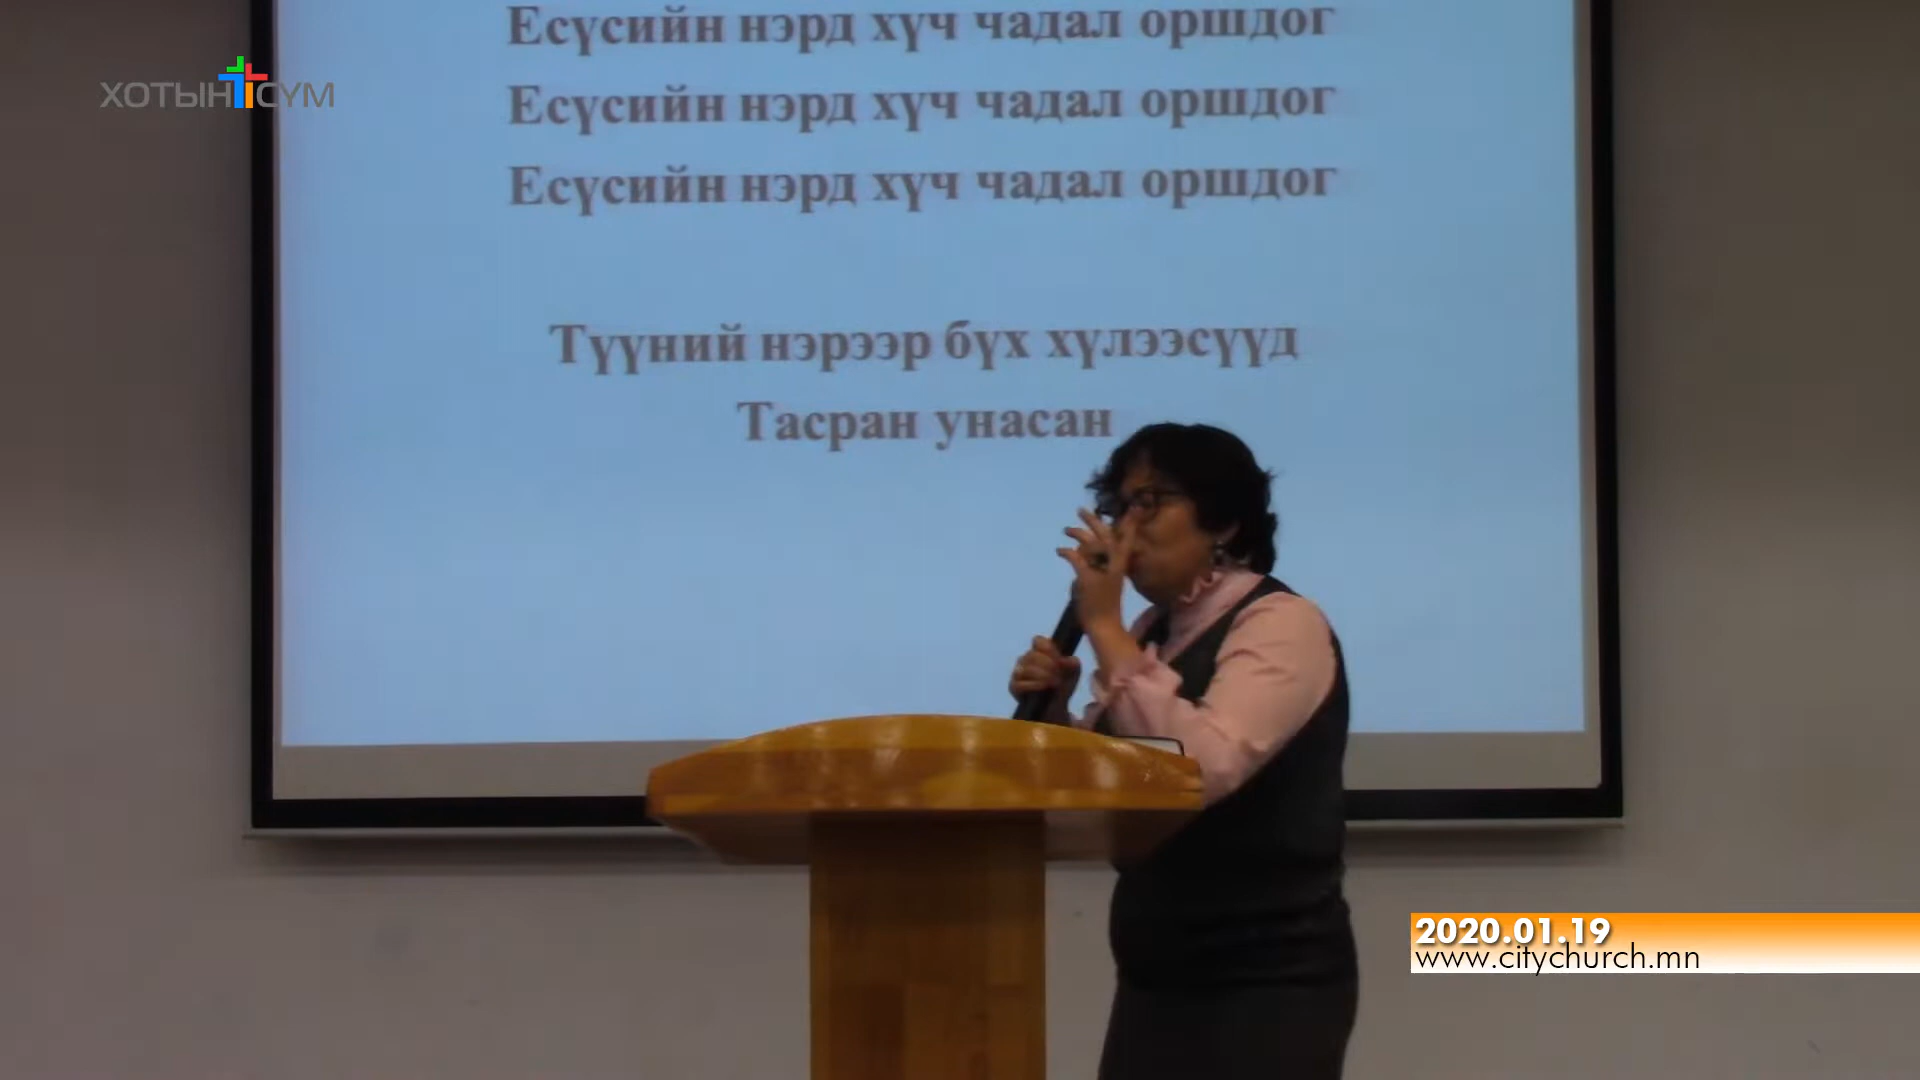 Есүсийн нэрд хүч чадал оршдог
ХОТЫН СҮМ
Есүсийн нэрд хүч чадал оршдог
Есүсийн нэрд хүч чадал оршдог
Түүний нэрээр бүх хүлээсүүд
Тасран унасан
2020.01.19
www.citychurch.mn